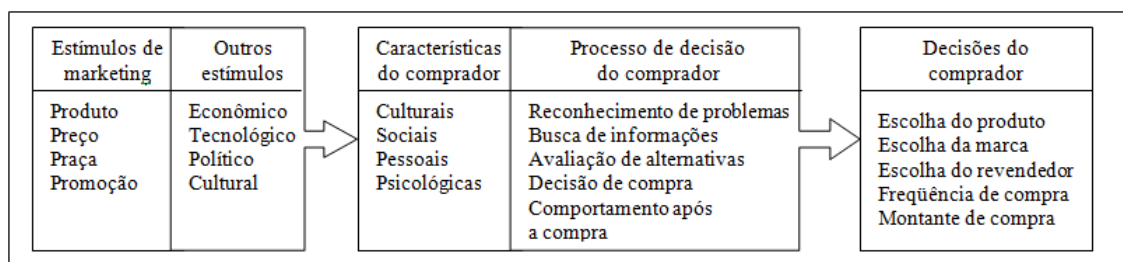 Estímulos de
marketing
Produto
Preço
Praça
Promoção
Outros
estímulos
Econômico
Tecnológico
Político
Cultural
Características
do comprador
Culturais
Sociais
Pessoais
Psicológicas
Processo de decisão
do comprador
Reconhecimento de problemas
Busca de informações
Avaliação de alternativas
Decisão de compra
Comportamento após
a compra
Decisões do
comprador
Escolha do produto
Escolha da marca
Escolha do revendedor
Freqüência de compra
Montante de compra